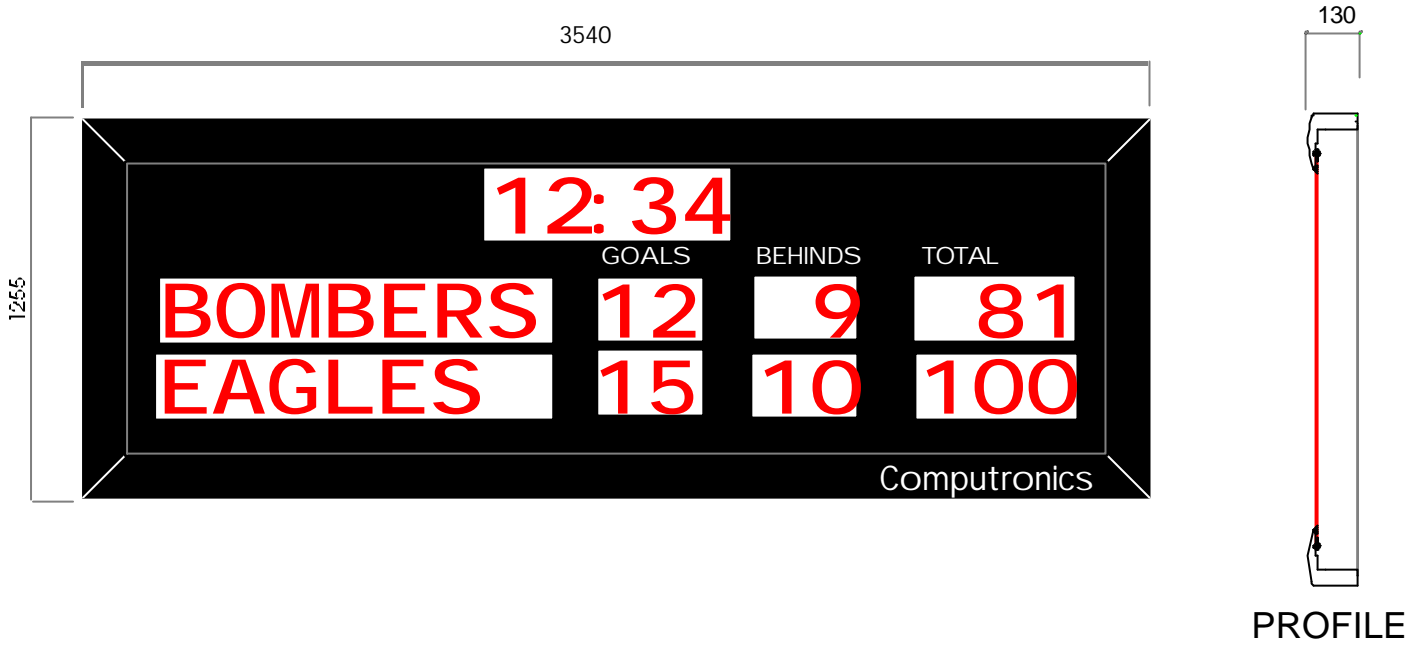 3540
130
1255
12:34
GOALS BEHINDS TOTAL
BOMBERS 12 9 81
EAGLES 15 10 100
Computronics
PROFILE